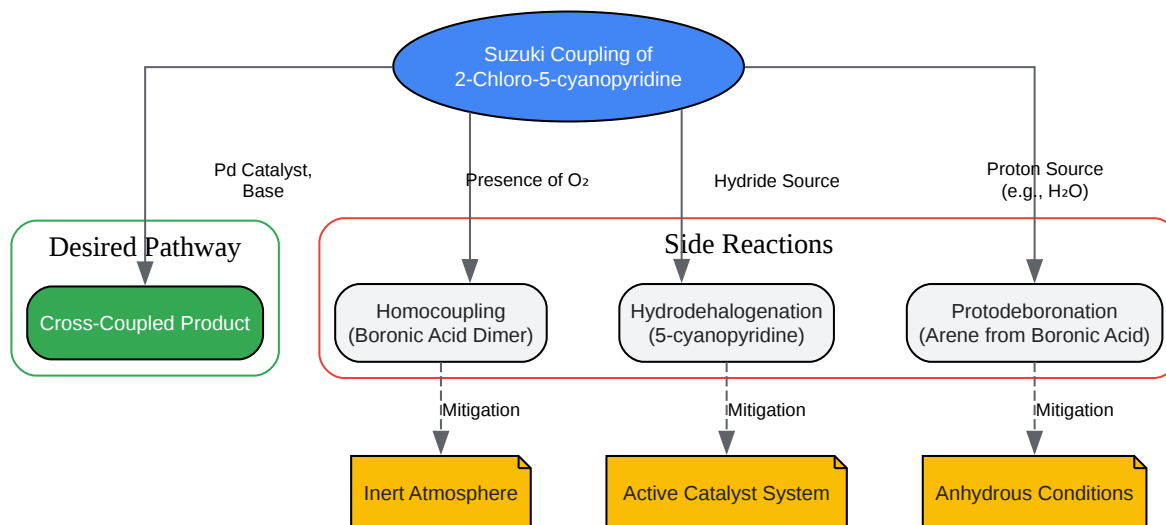 Suzuki Coupling of
2-Chloro-5-cyanopyridine
Pd Catalyst,
Base
Presence of O₂
Hydride Source
Proton Source
(e.g., H₂O)
Desired Pathway
Side Reactions
Cross-Coupled Product
Homocoupling
(Boronic Acid Dimer)
Hydrodehalogenation
(5-cyanopyridine)
Protodeboronation
(Arene from Boronic Acid)
Mitigation
Mitigation
Mitigation
Inert Atmosphere
Active Catalyst System
Anhydrous Conditions